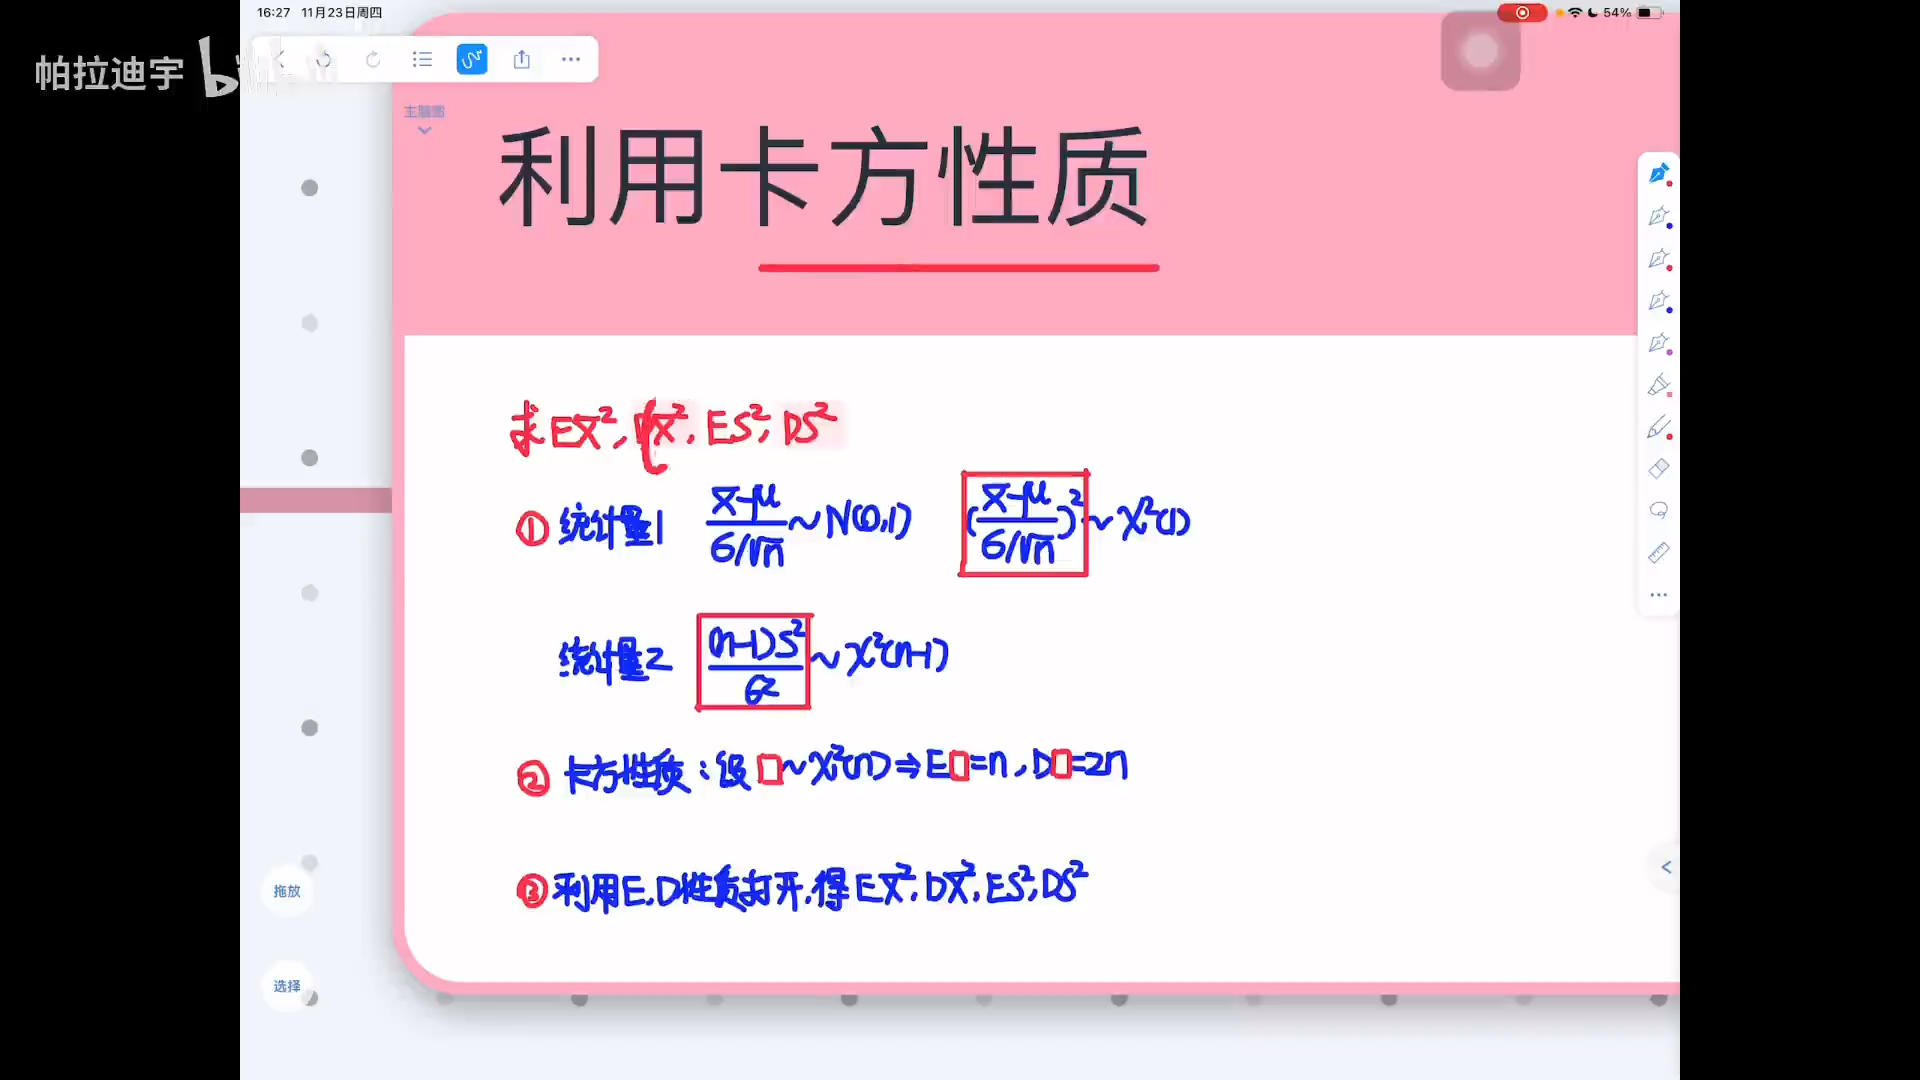 16:27 11月23日周四
54%
帕拉迪宇
主脑图
利用卡方性质
求EX̄², DX̄², ES², DS²
① 统计量1 (X̄-μ)/(σ/√n) ~ N(0,1) ((X̄-μ)/(σ/√n))² ~ χ²(1)
统计量2 (n-1)S²/σ² ~ χ²(n-1)
② 卡方性质:设□~χ²(n)⇒E□=n,D□=2n
③ 利用E,D性质打开,得EX̄², DX̄², ES², DS²
拖放
选择